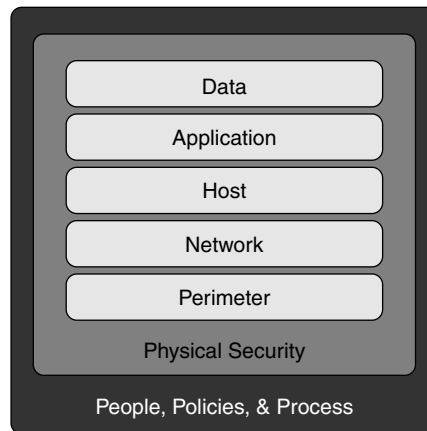 Data
Application
Host
Network
Perimeter
Physical Security
People, Policies, & Process